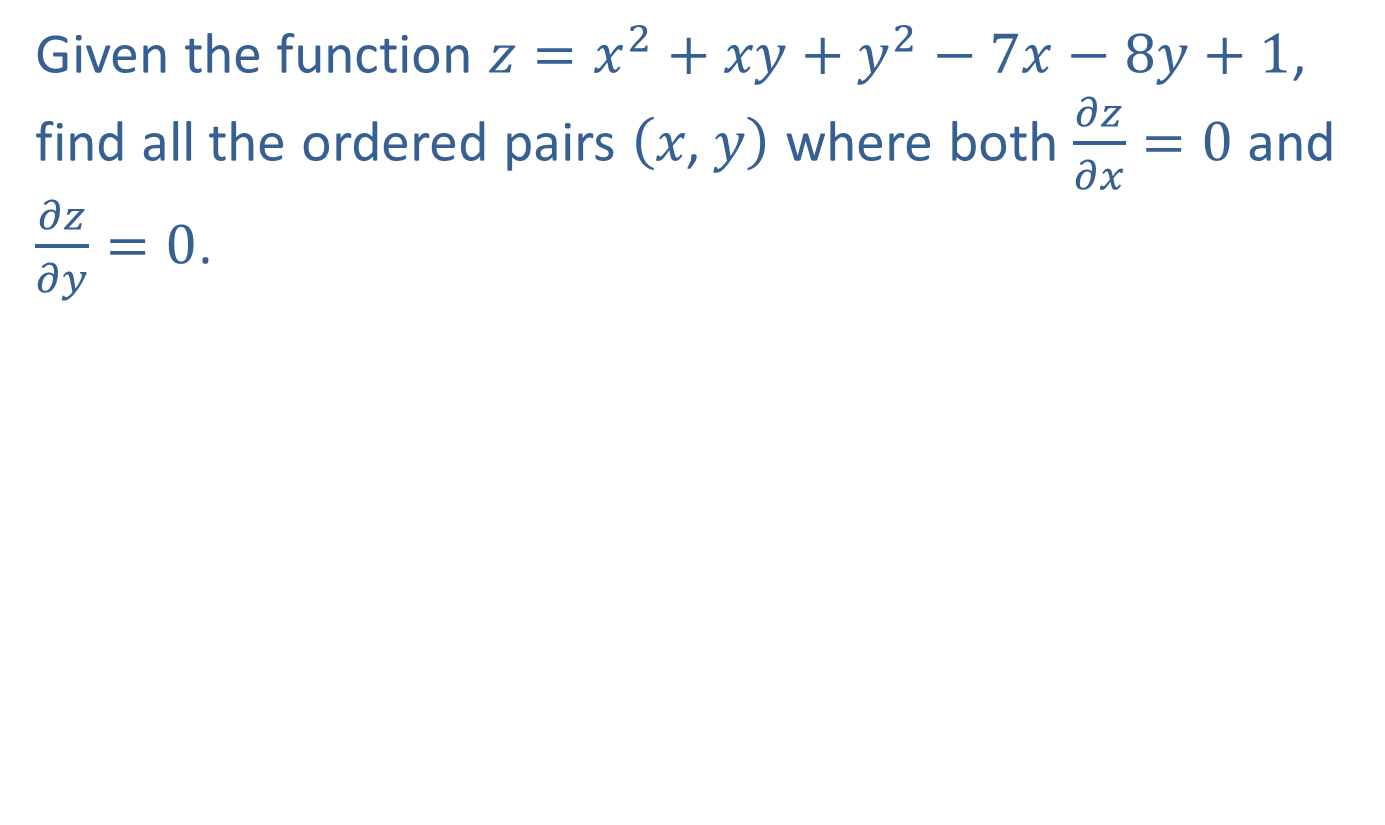 Given the function z = x² + xy + y² − 7x − 8y + 1,
find all the ordered pairs (x, y) where both ∂z/∂x = 0 and
∂z/∂y = 0.